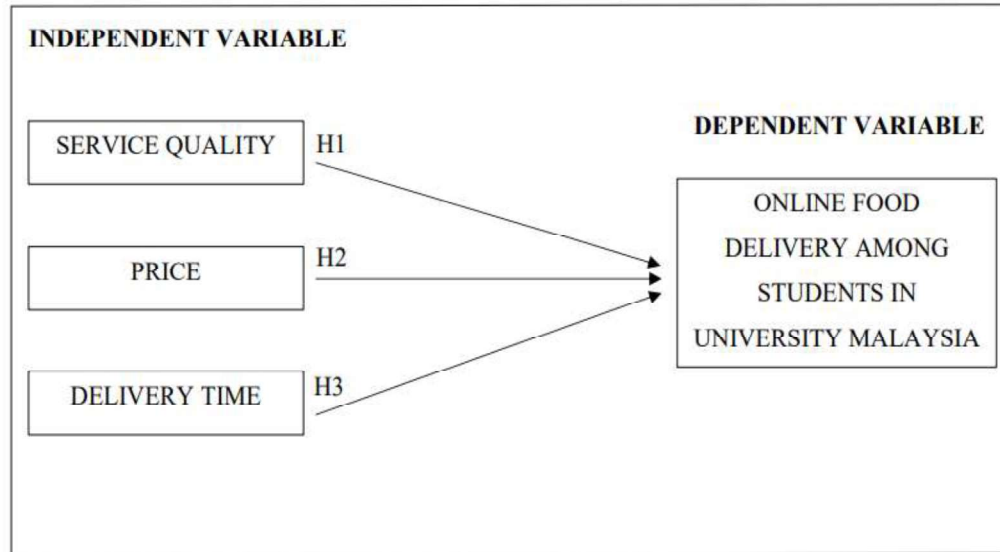 INDEPENDENT VARIABLE
SERVICE QUALITY
H1
PRICE
H2
DELIVERY TIME
H3
DEPENDENT VARIABLE
ONLINE FOOD
DELIVERY AMONG
STUDENTS IN
UNIVERSITY MALAYSIA